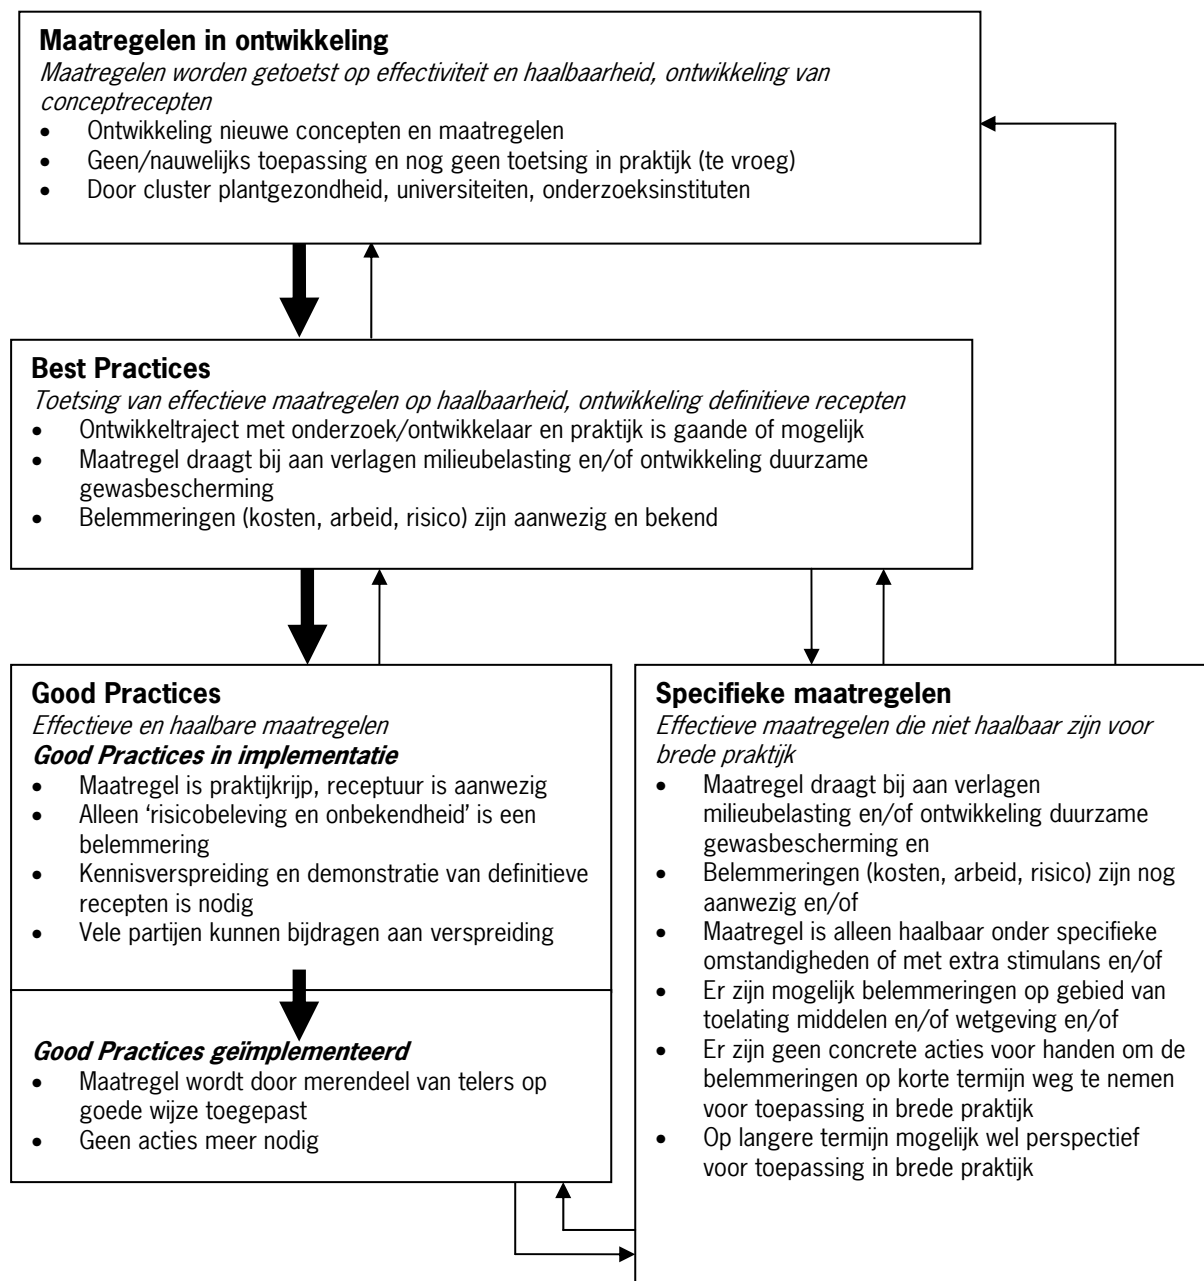 Maatregelen in ontwikkeling
Maatregelen worden getoetst op effectiviteit en haalbaarheid, ontwikkeling van
conceptrecepten
• Ontwikkeling nieuwe concepten en maatregelen
• Geen/nauwelijks toepassing en nog geen toetsing in praktijk (te vroeg)
• Door cluster plantgezondheid, universiteiten, onderzoeksinstituten
Best Practices
Toetsing van effectieve maatregelen op haalbaarheid, ontwikkeling definitieve recepten
• Ontwikkeltraject met onderzoek/ontwikkelaar en praktijk is gaande of mogelijk
• Maatregel draagt bij aan verlagen milieubelasting en/of ontwikkeling duurzame
gewasbescherming
• Belemmeringen (kosten, arbeid, risico) zijn aanwezig en bekend
Good Practices
Effectieve en haalbare maatregelen
Good Practices in implementatie
• Maatregel is praktijkrijp, receptuur is aanwezig
• Alleen ‘risicobeleving en onbekendheid’ is een
belemmering
• Kennisverspreiding en demonstratie van definitieve
recepten is nodig
• Vele partijen kunnen bijdragen aan verspreiding
Good Practices geïmplementeerd
• Maatregel wordt door merendeel van telers op
goede wijze toegepast
• Geen acties meer nodig
Specifieke maatregelen
Effectieve maatregelen die niet haalbaar zijn voor
brede praktijk
• Maatregel draagt bij aan verlagen
milieubelasting en/of ontwikkeling duurzame
gewasbescherming en
• Belemmeringen (kosten, arbeid, risico) zijn nog
aanwezig en/of
• Maatregel is alleen haalbaar onder specifieke
omstandigheden of met extra stimulans en/of
• Er zijn mogelijk belemmeringen op gebied van
toelating middelen en/of wetgeving en/of
• Er zijn geen concrete acties voor handen om de
belemmeringen op korte termijn weg te nemen
voor toepassing in brede praktijk
• Op langere termijn mogelijk wel perspectief
voor toepassing in brede praktijk